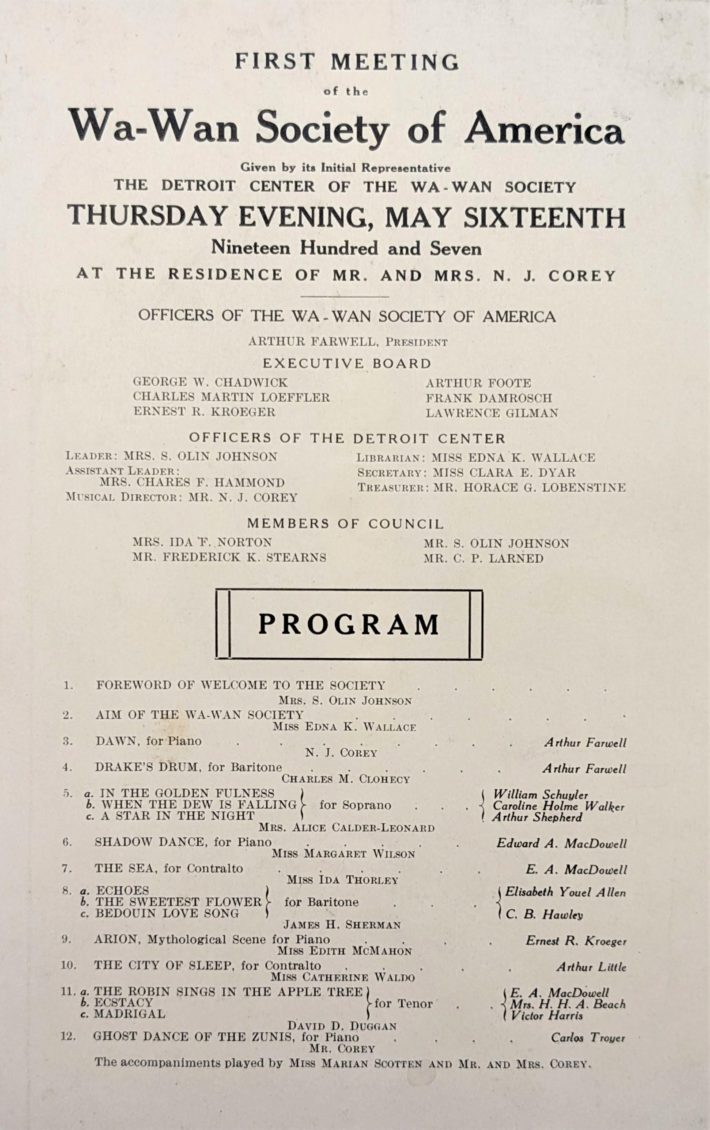 FIRST MEETING
of the
Wa-Wan Society of America
Given by its Initial Representative
THE DETROIT CENTER OF THE WA-WAN SOCIETY
THURSDAY EVENING, MAY SIXTEENTH
Nineteen Hundred and Seven
AT THE RESIDENCE OF MR. AND MRS. N. J. COREY
OFFICERS OF THE WA-WAN SOCIETY OF AMERICA
ARTHUR FARWELL, PRESIDENT
EXECUTIVE BOARD
GEORGE W. CHADWICK ARTHUR FOOTE
CHARLES MARTIN LOEFFLER FRANK DAMROSCH
ERNEST R. KROEGER LAWRENCE GILMAN
OFFICERS OF THE DETROIT CENTER
LEADER: MRS. S. OLIN JOHNSON LIBRARIAN: MISS EDNA K. WALLACE
ASSISTANT LEADER: SECRETARY: MISS CLARA E. DYAR
MRS. CHARES F. HAMMOND TREASURER: MR. HORACE G. LOBENSTINE
MUSICAL DIRECTOR: MR. N. J. COREY
MEMBERS OF COUNCIL
MRS. IDA F. NORTON MR. S. OLIN JOHNSON
MR. FREDERICK K. STEARNS MR. C. P. LARNED
PROGRAM
1. FOREWORD OF WELCOME TO THE SOCIETY
MRS. S. OLIN JOHNSON
2. AIM OF THE WA-WAN SOCIETY
MISS EDNA K. WALLACE
3. DAWN, for Piano Arthur Farwell
N. J. COREY
4. DRAKE'S DRUM, for Baritone Arthur Farwell
CHARLES M. CLOHECY
5. a. IN THE GOLDEN FULNESS William Schuyler
b. WHEN THE DEW IS FALLING for Soprano Caroline Holme Walker
c. A STAR IN THE NIGHT Arthur Shepherd
MRS. ALICE CALDER-LEONARD
6. SHADOW DANCE, for Piano Edward A. MacDowell
MISS MARGARET WILSON
7. THE SEA, for Contralto E. A. MacDowell
MISS IDA THORLEY
8. a. ECHOES Elisabeth Youel Allen
b. THE SWEETEST FLOWER for Baritone
c. BEDOUIN LOVE SONG C. B. Hawley
JAMES H. SHERMAN
9. ARION, Mythological Scene for Piano Ernest R. Kroeger
MISS EDITH MCMAHON
10. THE CITY OF SLEEP, for Contralto Arthur Little
MISS CATHERINE WALDO
11. a. THE ROBIN SINGS IN THE APPLE TREE E. A. MacDowell
b. ECSTACY for Tenor Mrs. H. H. A. Beach
c. MADRIGAL Victor Harris
DAVID D. DUGGAN
12. GHOST DANCE OF THE ZUNIS, for Piano Carlos Troyer
MR. COREY
The accompaniments played by MISS MARIAN SCOTTEN AND MR. AND MRS. COREY.